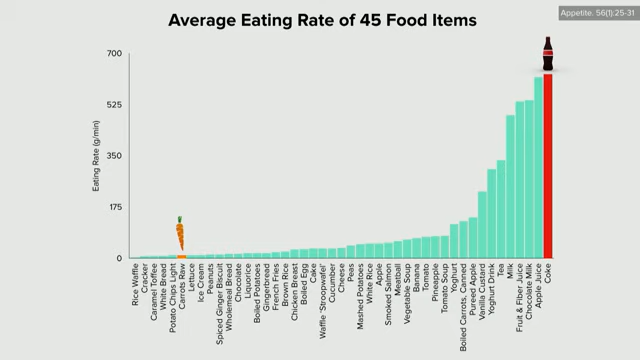 Appetite. 56(1):25-31
Average Eating Rate of 45 Food Items
Eating Rate (g/min)
700
525
350
175
0
Rice Waffle
Cracker
Caramel Toffee
White Bread
Potato Chips Light
Carrots Raw
Lettuce
Ice Cream
Peanuts
Spiced Ginger Biscuit
Wholemeal Bread
Chocolate
Liquorice
Boiled Potatoes
Gingerbread
French Fries
Brown Rice
Chicken Breast
Boiled Egg
Cake
Waffle 'Stroopwafel'
Cucumber
Cheese
Peas
Mashed Potatoes
White Rice
Apple
Smoked Salmon
Meatball
Vegetable Soup
Banana
Tomato
Pineapple
Tomato Soup
Yoghurt
Boiled Carrots, Canned
Pureed Apple
Vanilla Custard
Yoghurt Drink
Tea
Milk
Fruit & Fiber Juice
Chocolate Milk
Apple Juice
Coke